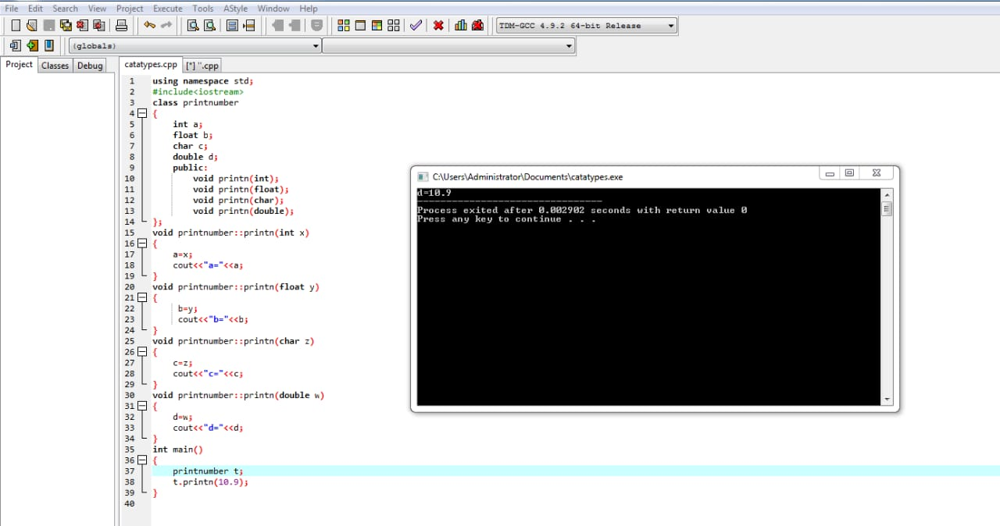 File Edit Search View Project Execute Tools AStyle Window Help
TDM-GCC 4.9.2 64-bit Release
(globals)
Project Classes Debug catatypes.cpp [*] ''.cpp
1 using namespace std;
2 #include<iostream>
3 class printnumber
4 {
5 int a;
6 float b;
7 char c;
8 double d;
9 public:
10 void printn(int);
11 void printn(float);
12 void printn(char);
13 void printn(double);
14 };
15 void printnumber::printn(int x)
16 {
17 a=x;
18 cout<<"a="<<a;
19 }
20 void printnumber::printn(float y)
21 {
22 b=y;
23 cout<<"b="<<b;
24 }
25 void printnumber::printn(char z)
26 {
27 c=z;
28 cout<<"c="<<c;
29 }
30 void printnumber::printn(double w)
31 {
32 d=w;
33 cout<<"d="<<d;
34 }
35 int main()
36 {
37 printnumber t;
38 t.printn(10.9);
39 }
40
C:\Users\Administrator\Documents\catatypes.exe
d=10.9
--------------------------------
Process exited after 0.002902 seconds with return value 0
Press any key to continue . . .